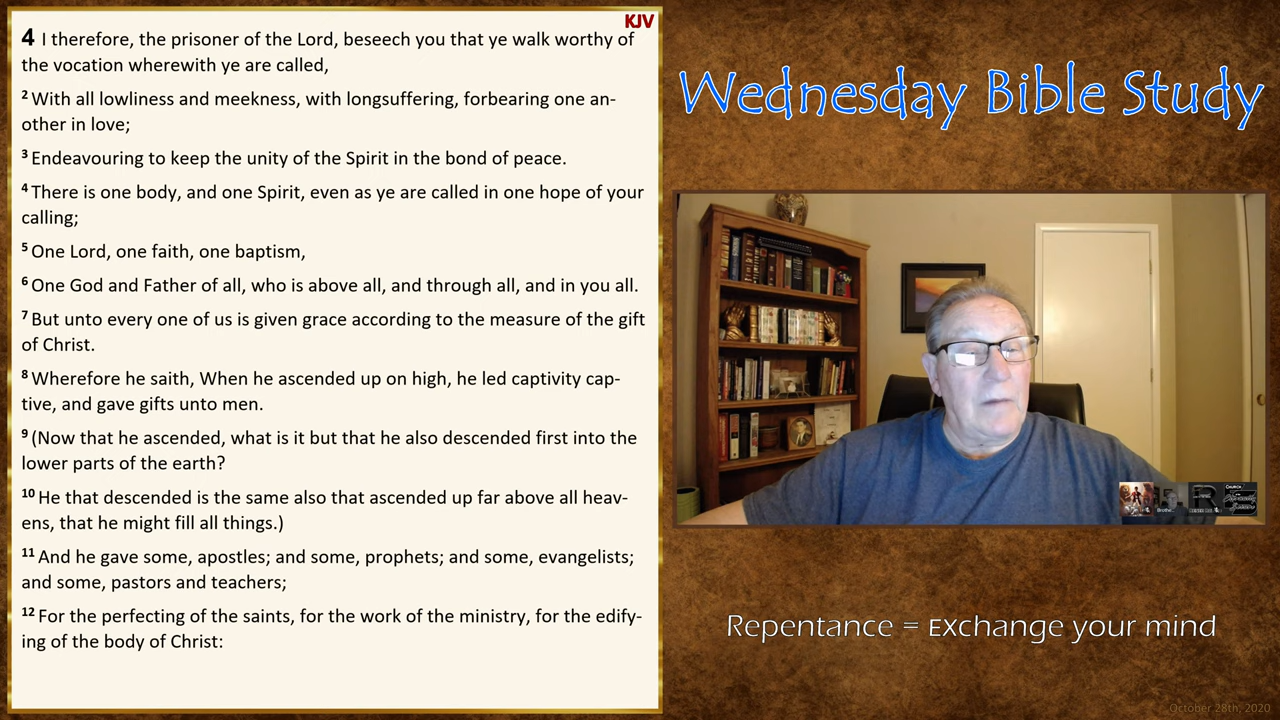 KJV
4 I therefore, the prisoner of the Lord, beseech you that ye walk worthy of
the vocation wherewith ye are called,
2 With all lowliness and meekness, with longsuffering, forbearing one an-
other in love;
3 Endeavouring to keep the unity of the Spirit in the bond of peace.
4 There is one body, and one Spirit, even as ye are called in one hope of your
calling;
5 One Lord, one faith, one baptism,
6 One God and Father of all, who is above all, and through all, and in you all.
7 But unto every one of us is given grace according to the measure of the gift
of Christ.
8 Wherefore he saith, When he ascended up on high, he led captivity cap-
tive, and gave gifts unto men.
9 (Now that he ascended, what is it but that he also descended first into the
lower parts of the earth?
10 He that descended is the same also that ascended up far above all heav-
ens, that he might fill all things.)
11 And he gave some, apostles; and some, prophets; and some, evangelists;
and some, pastors and teachers;
12 For the perfecting of the saints, for the work of the ministry, for the edify-
ing of the body of Christ:
Wednesday Bible Study
Brothe...
CHURCH
Repentance = EXchange your mind
October 28th, 2020